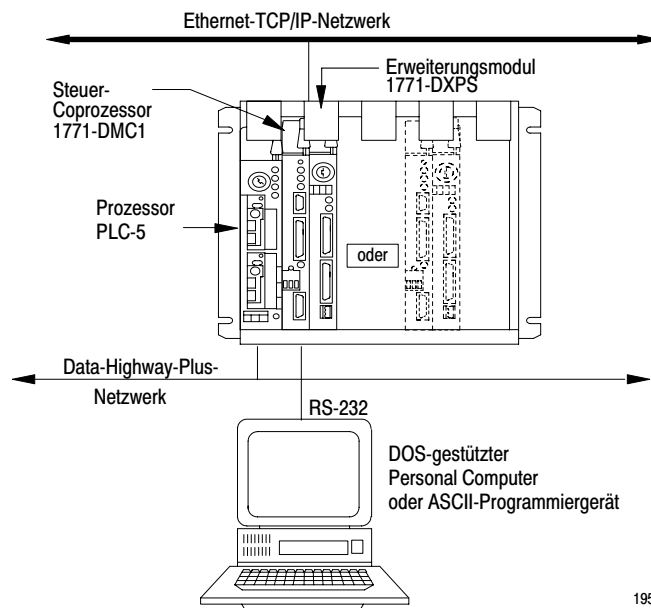 Ethernet-TCP/IP-Netzwerk
Steuer-
Coprozessor
1771-DMC1
Erweiterungsmodul
1771-DXPS
Prozessor
PLC-5
oder
Data-Highway-Plus-
Netzwerk
RS-232
DOS-gestützter
Personal Computer
oder ASCII-Programmiergerät
195